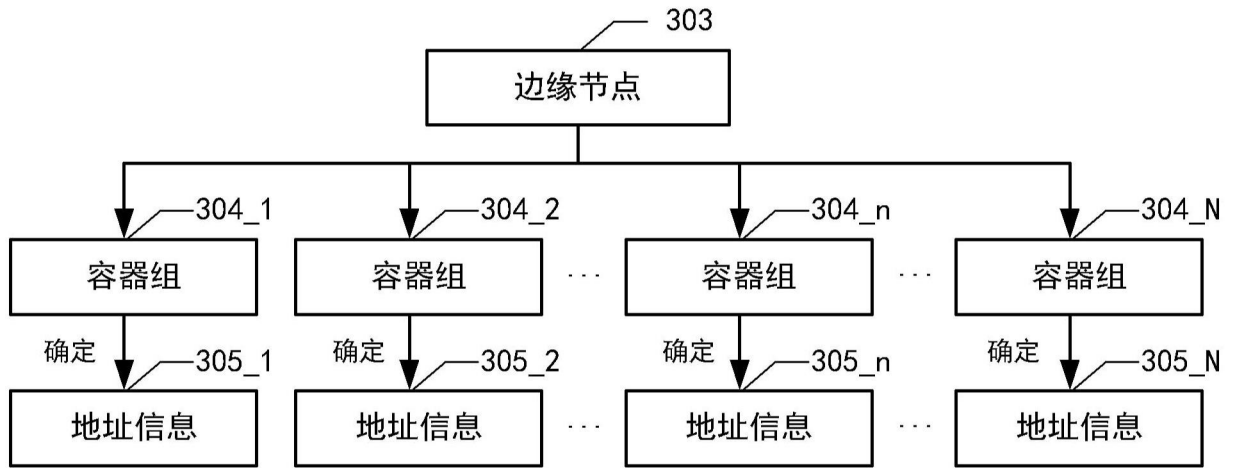 303
边缘节点
304_1 304_2 304_n 304_N
容器组 容器组 ··· 容器组 ··· 容器组
确定 305_1 确定 305_2 确定 305_n 确定 305_N
地址信息 地址信息 ··· 地址信息 ··· 地址信息